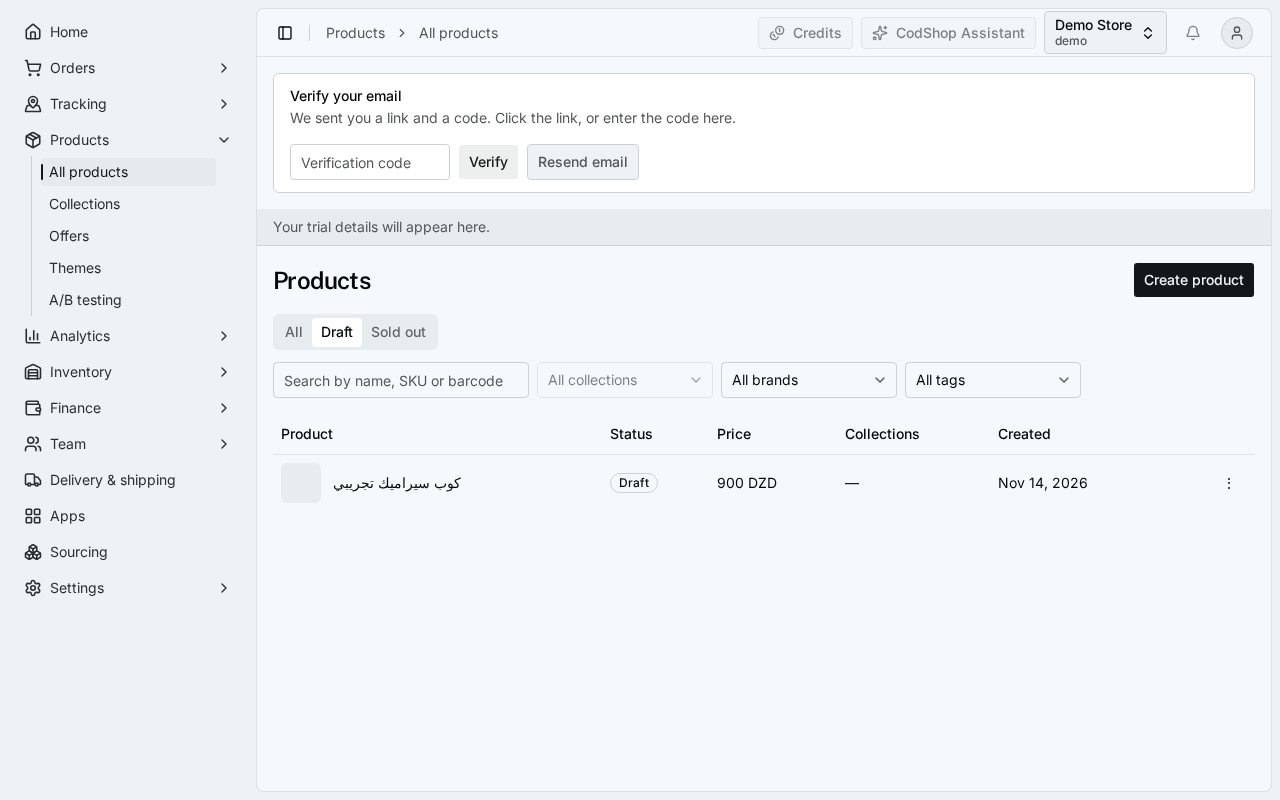 Home
Orders
Tracking
Products
All products
Collections
Offers
Themes
A/B testing
Analytics
Inventory
Finance
Team
Delivery & shipping
Apps
Sourcing
Settings
Products > All products
Credits
CodShop Assistant
Demo Store
demo
Verify your email
We sent you a link and a code. Click the link, or enter the code here.
Verification code Verify Resend email
Your trial details will appear here.
Products
Create product
All Draft Sold out
Search by name, SKU or barcode All collections All brands All tags
Product Status Price Collections Created
كوب سيراميك تجريبي Draft 900 DZD — Nov 14, 2026